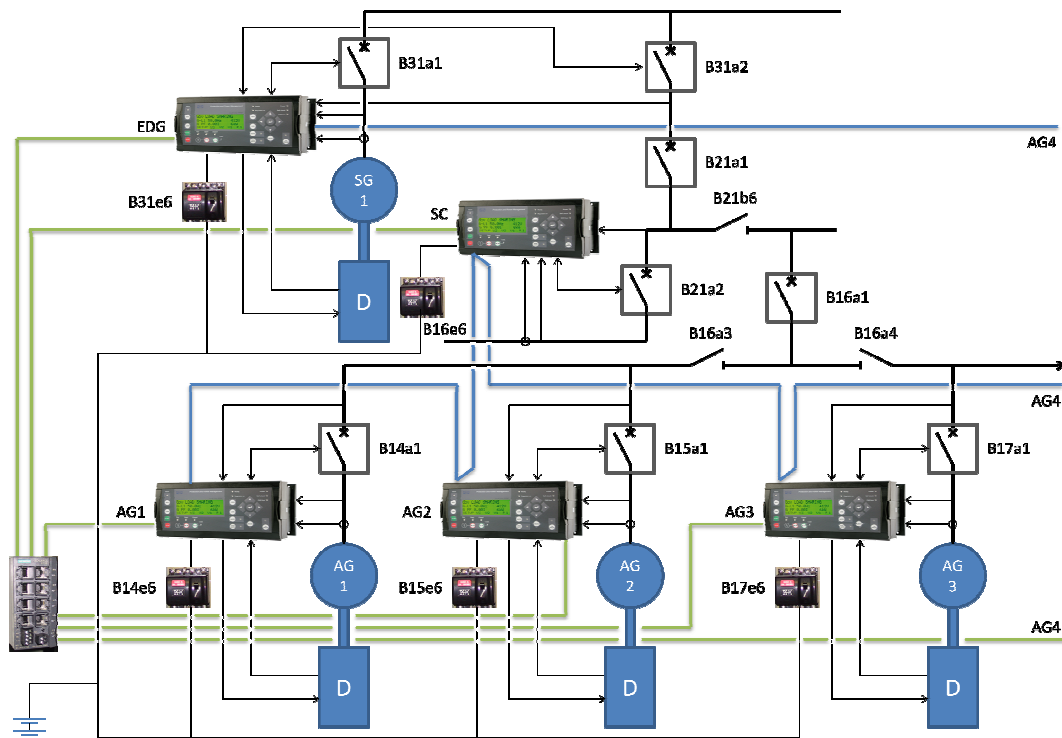 B31a1
B31a2
EDG
AG4
B21a1
SG
1
B31e6
B21b6
SC
D
B21a2
B16a1
B16e6
B16a3
B16a4
AG4
B14a1
B15a1
B17a1
AG1
AG2
AG3
AG
1
AG
2
AG
3
B14e6
B15e6
B17e6
AG4
D
D
D